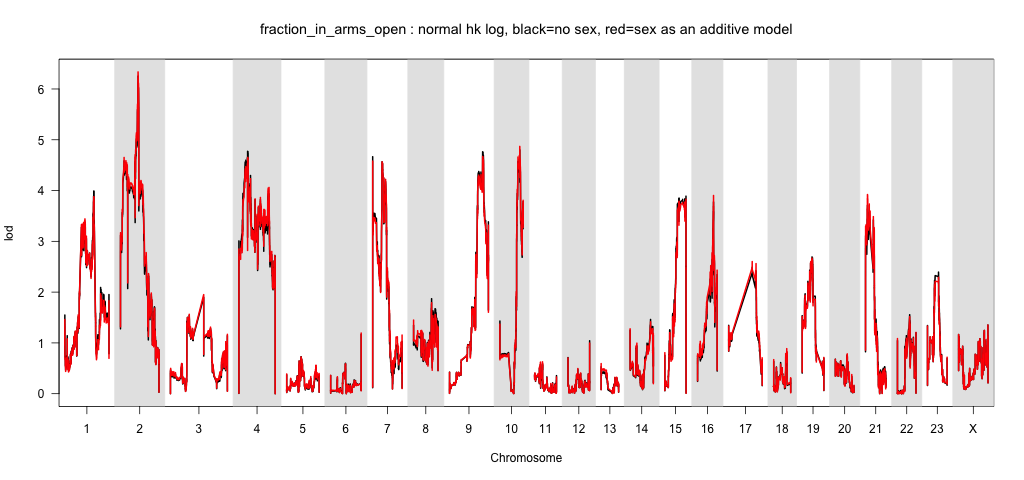 fraction_in_arms_open : normal hk log, black=no sex, red=sex as an additive model
6
5
4
3
2
1
0
lod
1 2 3 4 5 6 7 8 9 10 11 12 13 14 15 16 17 18 19 20 21 22 23 X
Chromosome